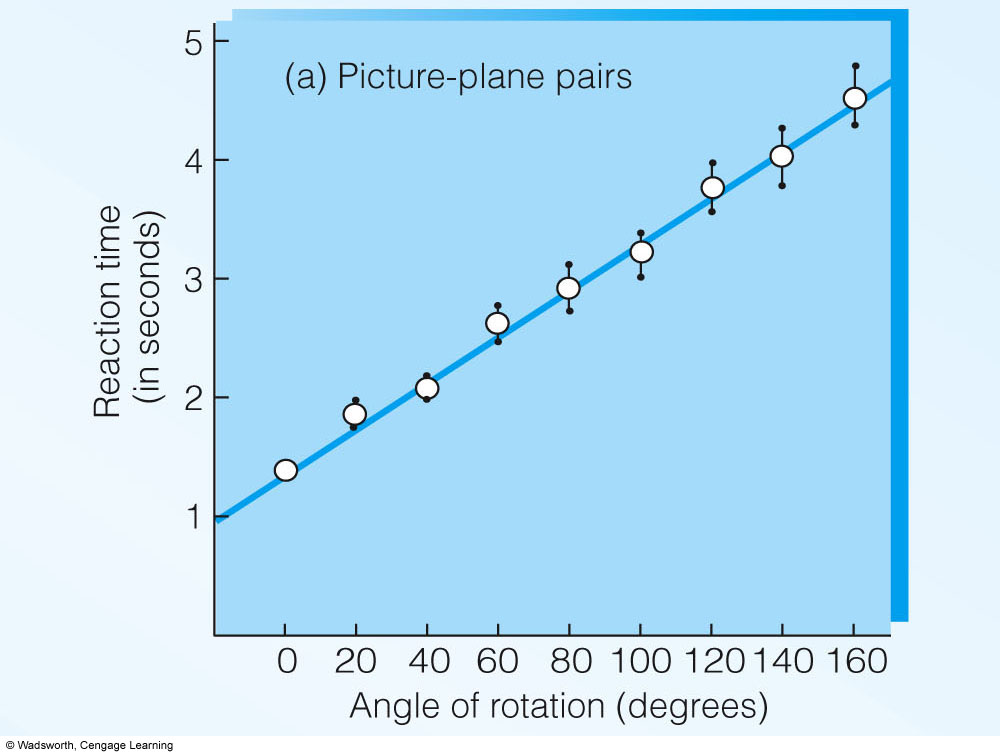 (a) Picture-plane pairs
5
4
3
2
1
Reaction time
(in seconds)
0 20 40 60 80 100 120 140 160
Angle of rotation (degrees)
© Wadsworth, Cengage Learning